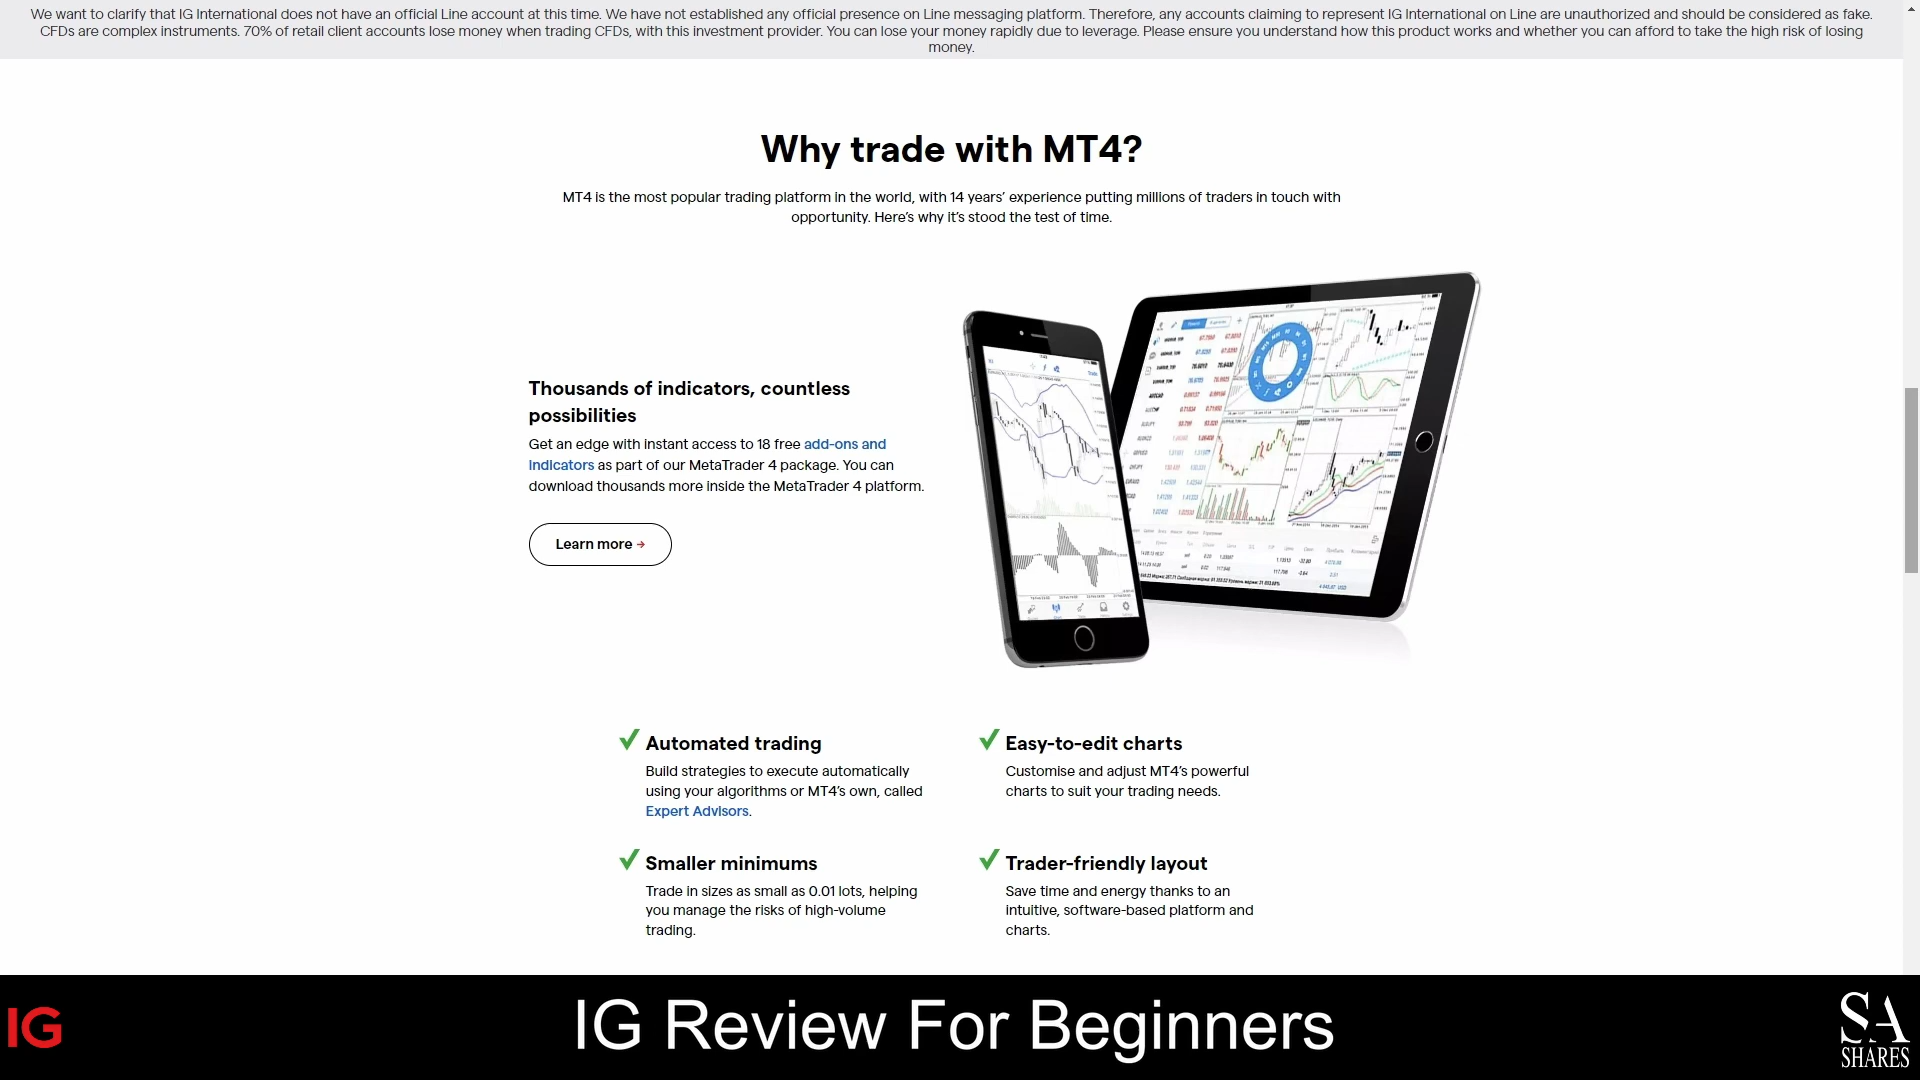 We want to clarify that IG International does not have an official Line account at this time. We have not established any official presence on Line messaging platform. Therefore, any accounts claiming to represent IG International on Line are unauthorized and should be considered as fake.
CFDs are complex instruments. 70% of retail client accounts lose money when trading CFDs, with this investment provider. You can lose your money rapidly due to leverage. Please ensure you understand how this product works and whether you can afford to take the high risk of losing
money.
Why trade with MT4?
MT4 is the most popular trading platform in the world, with 14 years’ experience putting millions of traders in touch with
opportunity. Here’s why it’s stood the test of time.
Thousands of indicators, countless
possibilities
Get an edge with instant access to 18 free add-ons and
indicators as part of our MetaTrader 4 package. You can
download thousands more inside the MetaTrader 4 platform.
Learn more
Automated trading
Build strategies to execute automatically
using your algorithms or MT4’s own, called
Expert Advisors.
Easy-to-edit charts
Customise and adjust MT4’s powerful
charts to suit your trading needs.
Smaller minimums
Trade in sizes as small as 0.01 lots, helping
you manage the risks of high-volume
trading.
Trader-friendly layout
Save time and energy thanks to an
intuitive, software-based platform and
charts.
IG
IG Review For Beginners
SA
SHARES